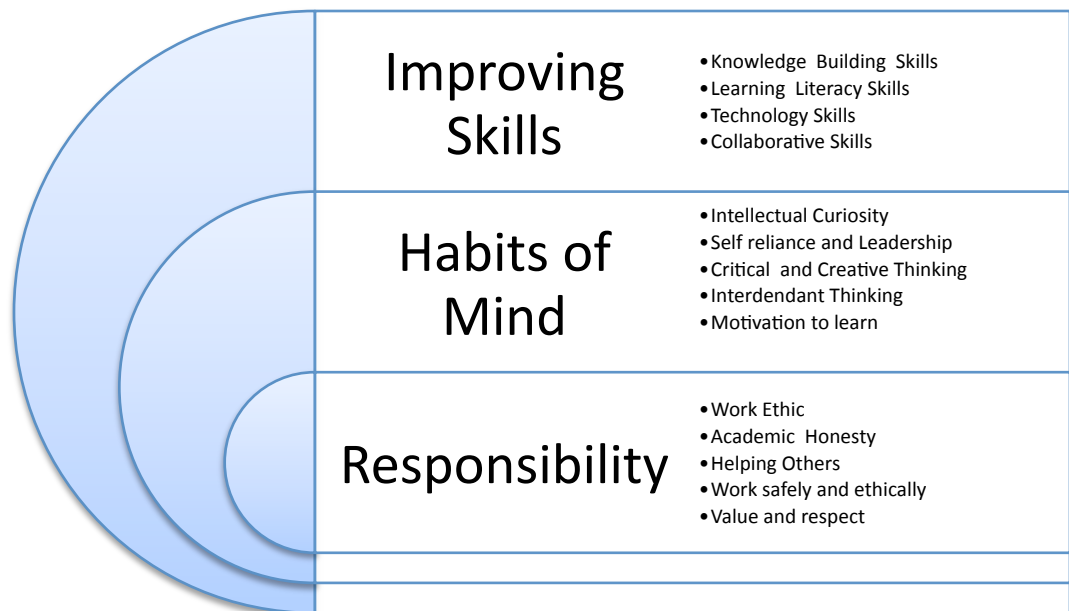 Improving
Skills
•Knowledge Building Skills
•Learning Literacy Skills
•Technology Skills
•Collaborative Skills
Habits of
Mind
•Intellectual Curiosity
•Self reliance and Leadership
•Critical and Creative Thinking
•Interdendant Thinking
•Motivation to learn
Responsibility
•Work Ethic
•Academic Honesty
•Helping Others
•Work safely and ethically
•Value and respect